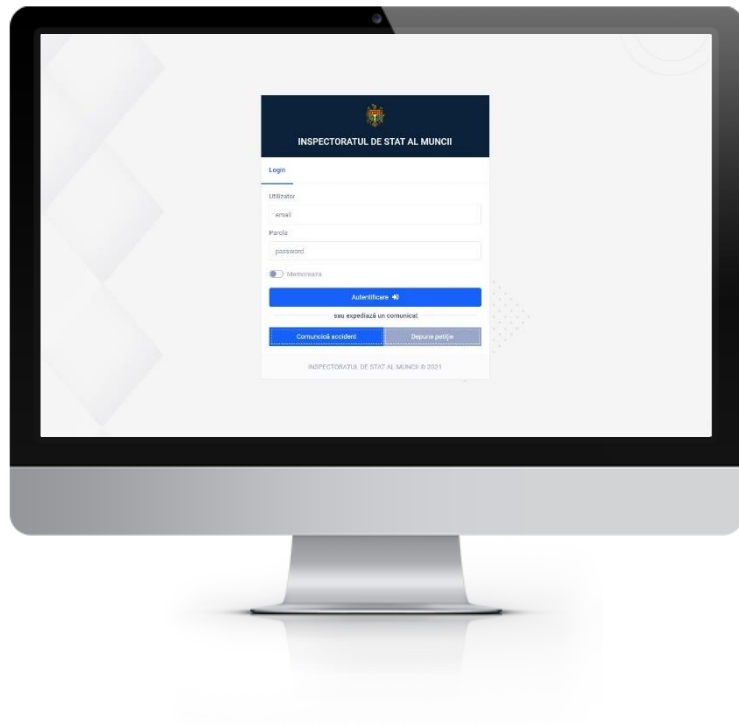 INSPECTORATUL DE STAT AL MUNCII
Login
Utilizator
email
Parola
password
Memoreaza
Autentificare
sau expediază un comunicat
Comunică accident
Depune petiție
INSPECTORATUL DE STAT AL MUNCII © 2021